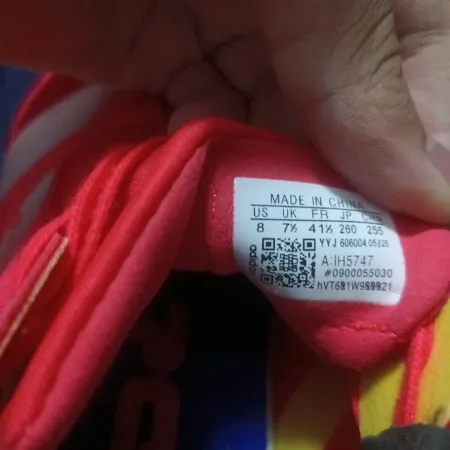 MADE IN CHINA
US UK FR JP CHN
8 7½ 41⅓ 260 255
YYJ 606004 05/25
A:IH5747
#0900055030